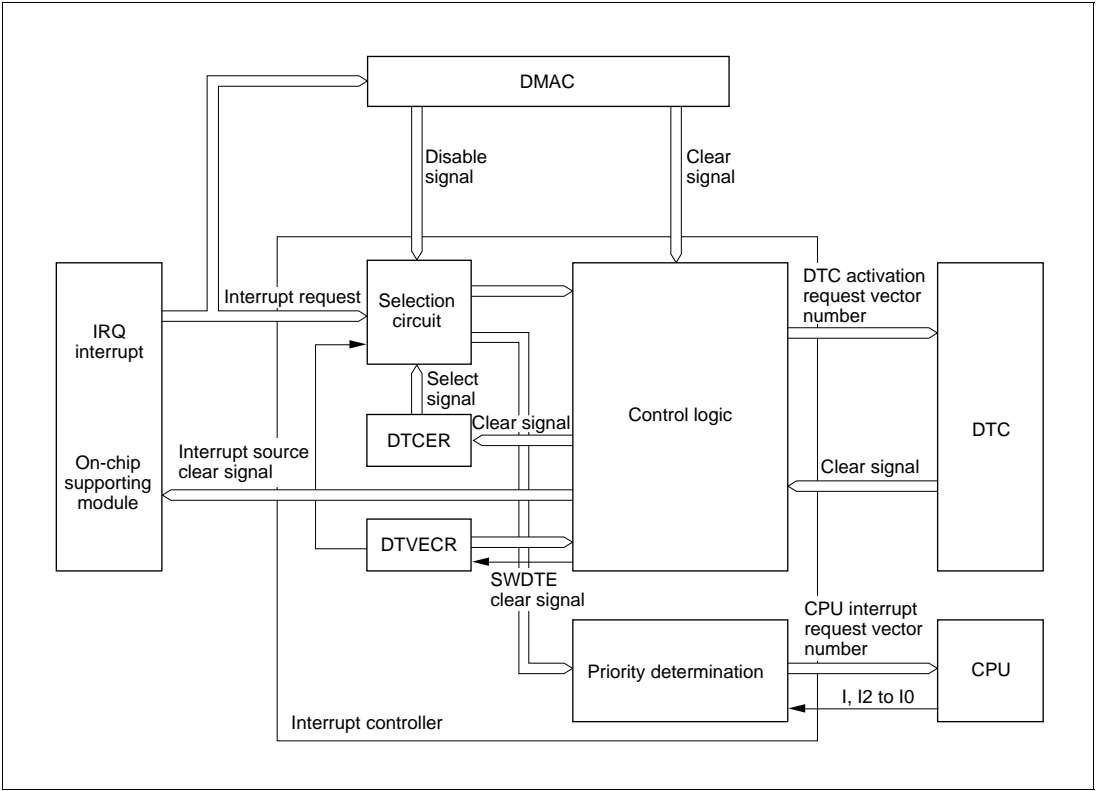 DMAC
Disable
signal
Clear
signal
IRQ
interrupt
On-chip
supporting
module
Interrupt request
Selection
circuit
Select
signal
DTCER
Clear signal
Interrupt source
clear signal
DTVECR
SWDTE
clear signal
Control logic
DTC activation
request vector
number
DTC
Clear signal
Priority determination
CPU interrupt
request vector
number
CPU
I, I2 to I0
Interrupt controller